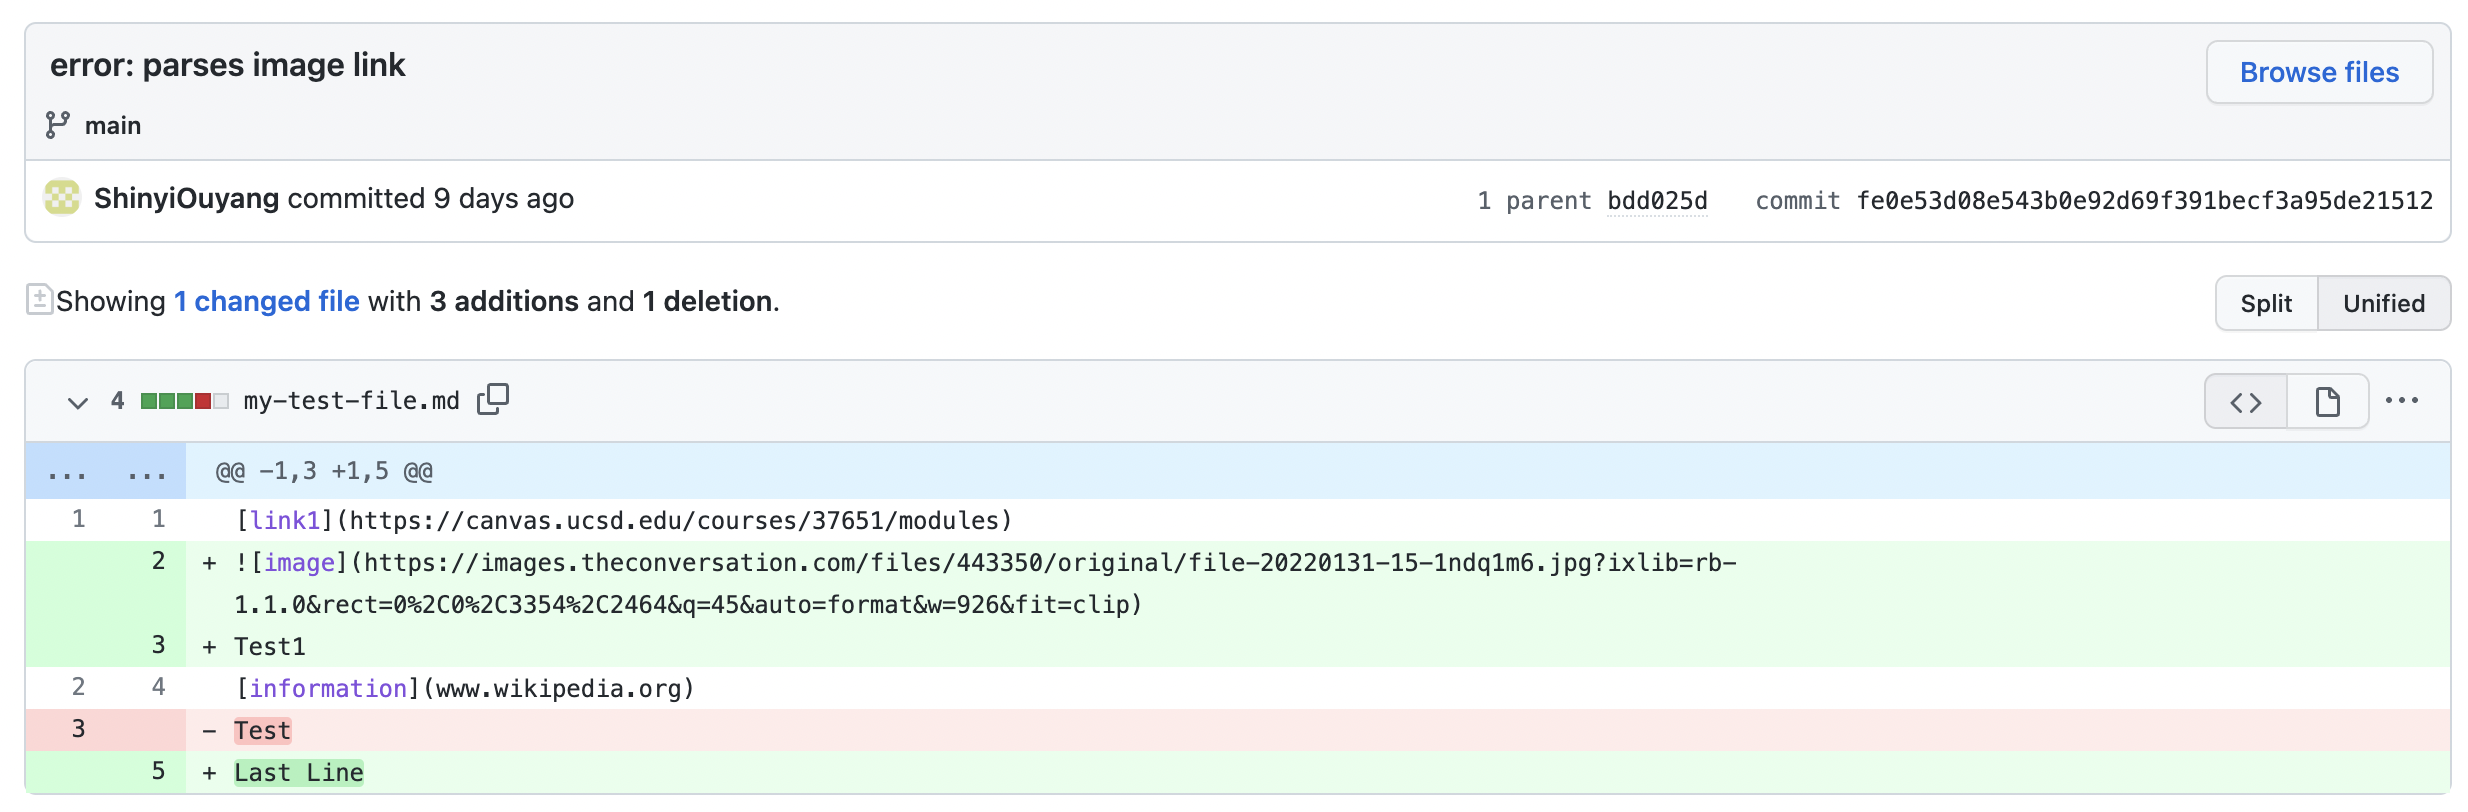 error: parses image link
Browse files
main
ShinyiOuyang committed 9 days ago
1 parent bdd025d commit fe0e53d08e543b0e92d69f391becf3a95de21512
Showing 1 changed file with 3 additions and 1 deletion.
Split Unified
4 my-test-file.md
... ... @@ -1,3 +1,5 @@
1 1 [link1](https://canvas.ucsd.edu/courses/37651/modules)
2 + ![image](https://images.theconversation.com/files/443350/original/file-20220131-15-1ndq1m6.jpg?ixlib=rb-
1.1.0&rect=0%2C0%2C3354%2C2464&q=45&auto=format&w=926&fit=clip)
3 + Test1
2 4 [information](www.wikipedia.org)
3 - Test
5 + Last Line